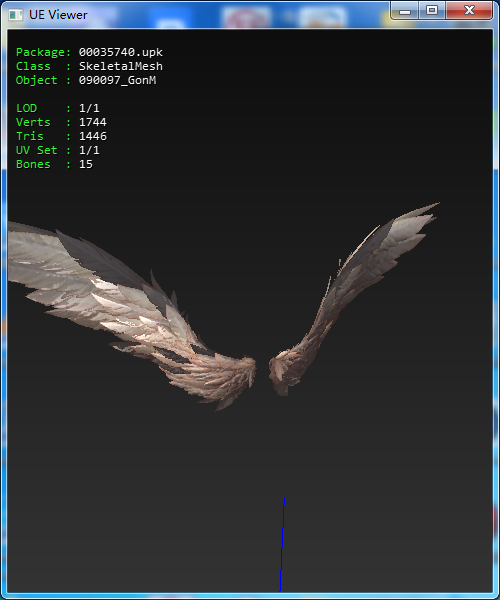 UE Viewer
Package: 00035740.upk
Class : SkeletalMesh
Object : 090097_GonM
LOD : 1/1
Verts : 1744
Tris : 1446
UV Set : 1/1
Bones : 15